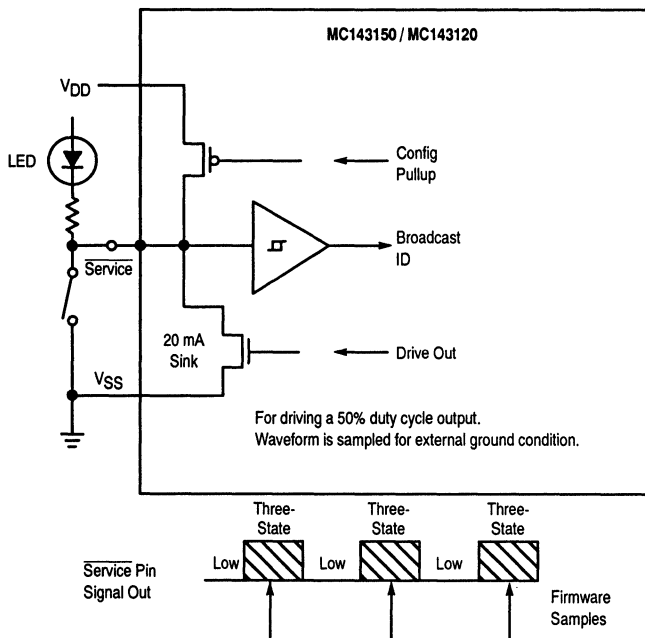 MC143150 / MC143120
VDD
LED
Config
Pullup
Broadcast
ID
Service
20 mA
Sink
Drive Out
VSS
For driving a 50% duty cycle output.
Waveform is sampled for external ground condition.
Three-
State
Three-
State
Three-
State
Low
Low
Low
Service Pin
Signal Out
Firmware
Samples